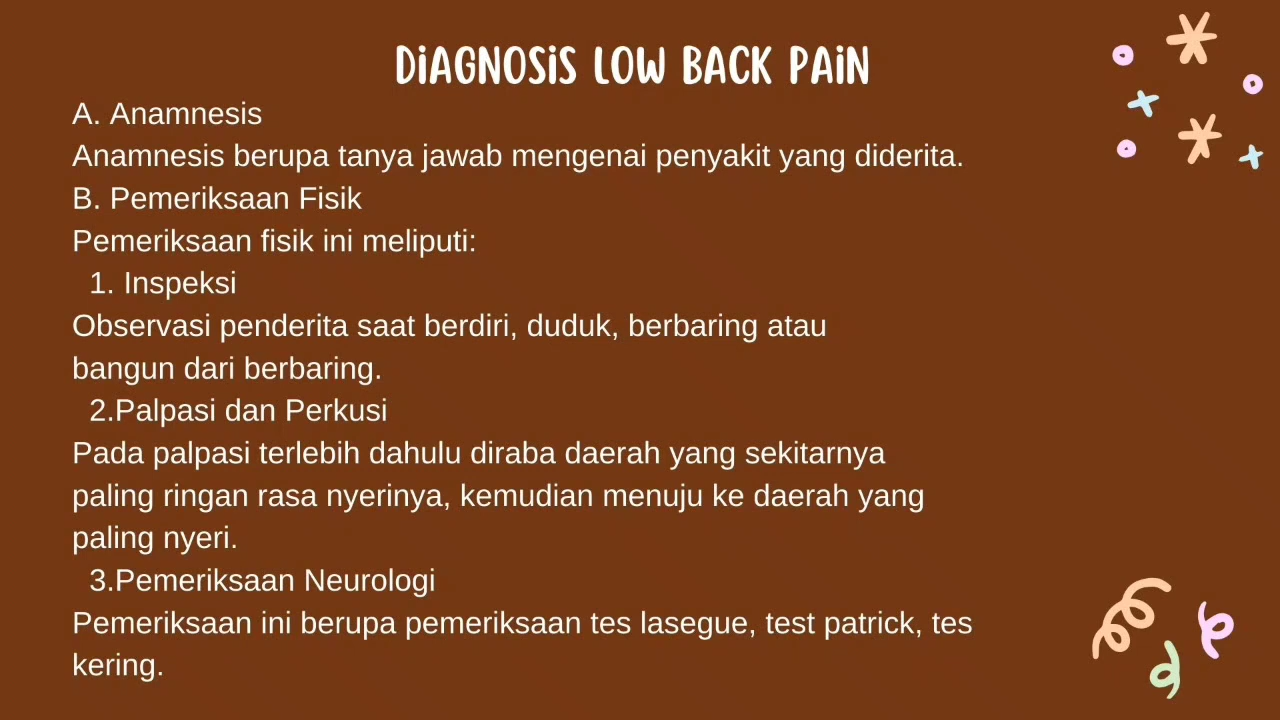 DiAGNOSiS LOW BACK PAiN
A. Anamnesis
Anamnesis berupa tanya jawab mengenai penyakit yang diderita.
B. Pemeriksaan Fisik
Pemeriksaan fisik ini meliputi:
1. Inspeksi
Observasi penderita saat berdiri, duduk, berbaring atau
bangun dari berbaring.
2.Palpasi dan Perkusi
Pada palpasi terlebih dahulu diraba daerah yang sekitarnya
paling ringan rasa nyerinya, kemudian menuju ke daerah yang
paling nyeri.
3.Pemeriksaan Neurologi
Pemeriksaan ini berupa pemeriksaan tes lasegue, test patrick, tes
kering.